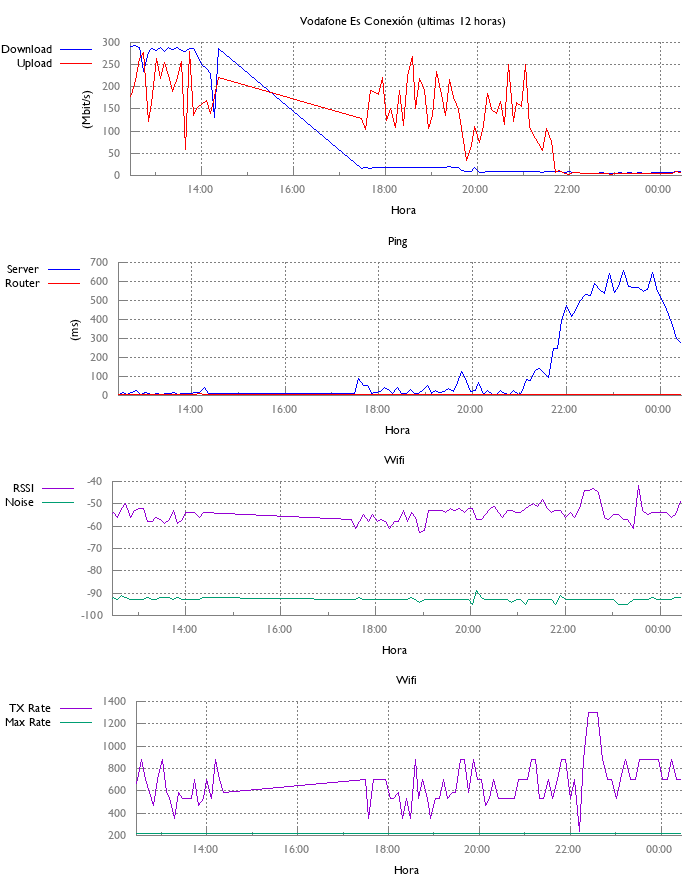 Vodafone Es Conexión (ultimas 12 horas)
Download
Upload
300
250
200
150
100
50
0
(Mbit/s)
14:00 16:00 18:00 20:00 22:00 00:00
Hora
Ping
Server
Router
700
600
500
400
300
200
100
0
(ms)
14:00 16:00 18:00 20:00 22:00 00:00
Hora
Wifi
RSSI
Noise
-40
-50
-60
-70
-80
-90
-100
14:00 16:00 18:00 20:00 22:00 00:00
Hora
Wifi
TX Rate
Max Rate
1400
1200
1000
800
600
400
200
14:00 16:00 18:00 20:00 22:00 00:00
Hora